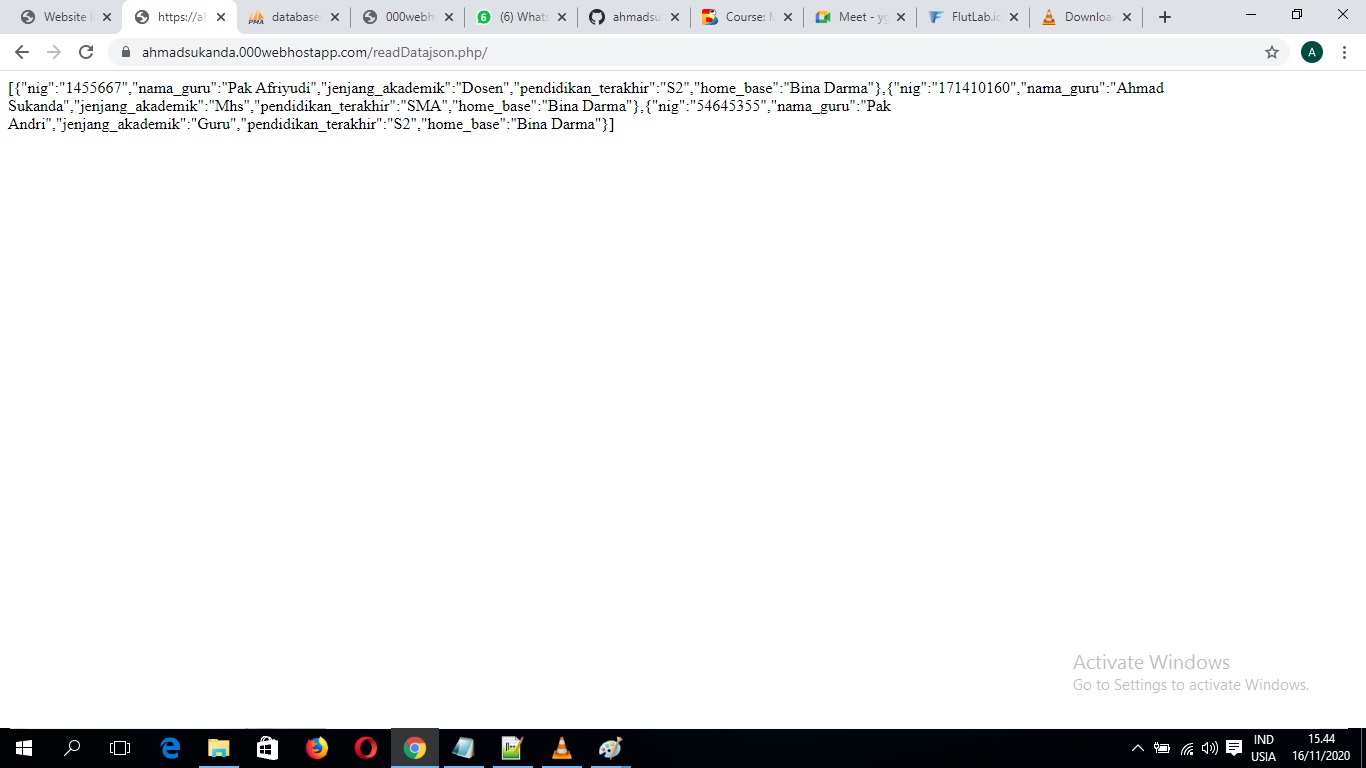 Website
https://a
database
000webh
(6) Whats
ahmadsu
Course:
Meet - yg
FlutLab.i
Downloa
ahmadsukanda.000webhostapp.com/readDatajson.php/
A
[{"nig":"1455667","nama_guru":"Pak Afriyudi","jenjang_akademik":"Dosen","pendidikan_terakhir":"S2","home_base":"Bina Darma"},{"nig":"171410160","nama_guru":"Ahmad
Sukanda","jenjang_akademik":"Mhs","pendidikan_terakhir":"SMA","home_base":"Bina Darma"},{"nig":"54645355","nama_guru":"Pak
Andri","jenjang_akademik":"Guru","pendidikan_terakhir":"S2","home_base":"Bina Darma"}]
Activate Windows
Go to Settings to activate Windows.
IND
USIA
15.44
16/11/2020